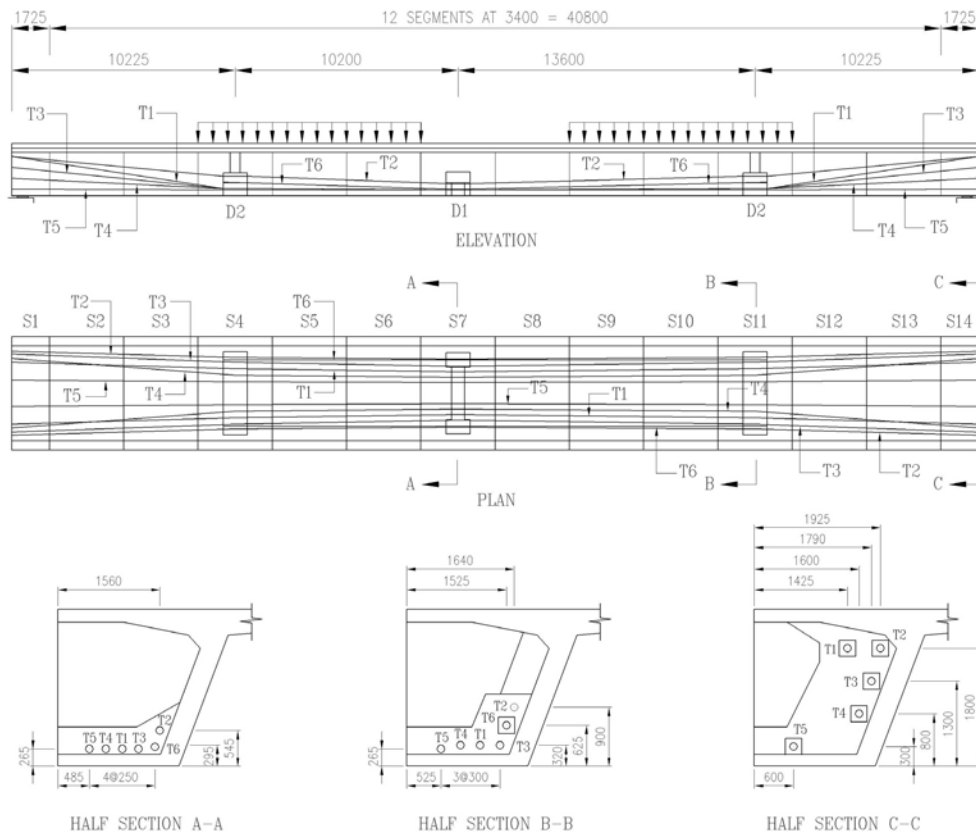 1725 12 SEGMENTS AT 3400 = 40800 1725
10225 10200 13600 10225
T3 T1 T1 T3
T6 T2 T2 T6
T5 T4 D2 D1 D2 T4 T5
ELEVATION
A B C
T2 T3 T6
S1 S2 S3 S4 S5 S6 S7 S8 S9 S10 S11 S12 S13 S14
T5 T4 T1 T5 T1 T4
T6 T3 T2
A B C
PLAN
1560
T5 T4 T1 T3 T2 T6
265 295 545
485 4@250
HALF SECTION A-A
1640
1525
T2
T6
T5 T4 T1 T3
265 320 625 900
525 3@300
HALF SECTION B-B
1925
1790
1600
1425
T1 T2
T3
T4
T5
300 800 1300 1800
600
HALF SECTION C-C